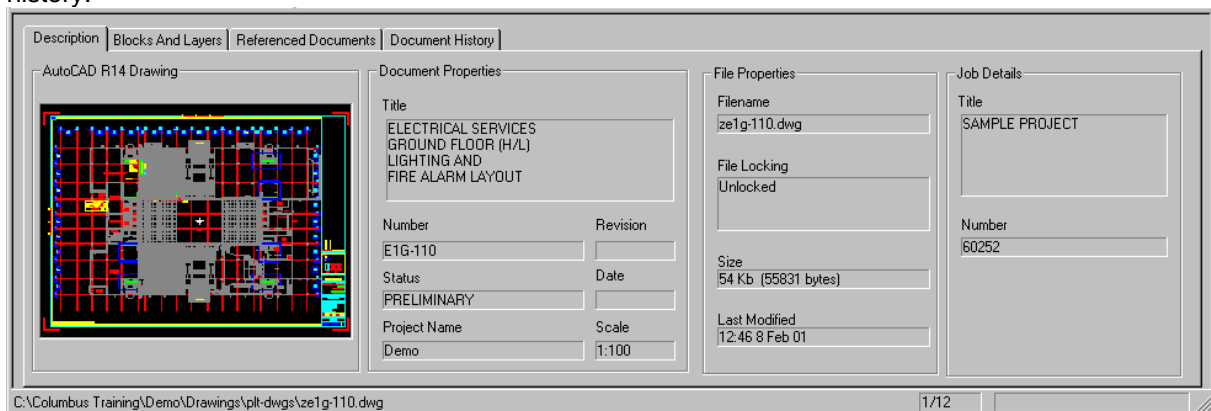 history.
Description
Blocks And Layers
Referenced Documents
Document History
AutoCAD R14 Drawing
Document Properties
Title
ELECTRICAL SERVICES
GROUND FLOOR (H/L)
LIGHTING AND
FIRE ALARM LAYOUT
Number
Revision
E1G-110
Status
Date
PRELIMINARY
Project Name
Scale
Demo
1:100
File Properties
Filename
ze1g-110.dwg
File Locking
Unlocked
Size
54 Kb (55831 bytes)
Last Modified
12:46 8 Feb 01
Job Details
Title
SAMPLE PROJECT
Number
60252
C:\Columbus Training\Demo\Drawings\plt-dwgs\ze1g-110.dwg
1/12